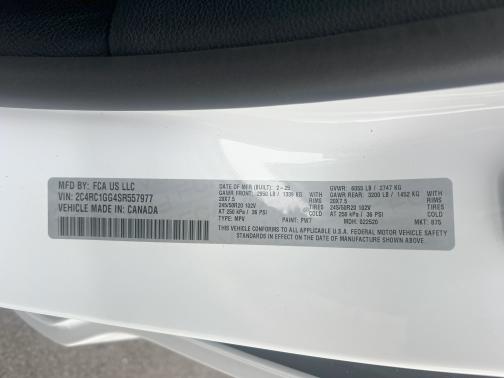 MFD BY: FCA US LLC
VIN: 2C4RC1GG4SR557977
VEHICLE MADE IN: CANADA
DATE OF MFR (BUILT): 2-25
GAWR FRONT: 2950 LB / 1339 KG
20X7.5 RIMS
245/50R20 102V TIRES
AT 250 kPa / 36 PSI COLD
TYPE: MPV PAINT: PW7
GVWR: 6055 LB / 2747 KG
GAWR REAR: 3200 LB / 1452 KG
20X7.5 RIMS
245/50R20 102V TIRES
AT 250 kPa / 36 PSI COLD
MDH: 022520 MKT: 875
THIS VEHICLE CONFORMS TO ALL APPLICABLE U.S.A. FEDERAL MOTOR VEHICLE SAFETY
STANDARDS IN EFFECT ON THE DATE OF MANUFACTURE SHOWN ABOVE